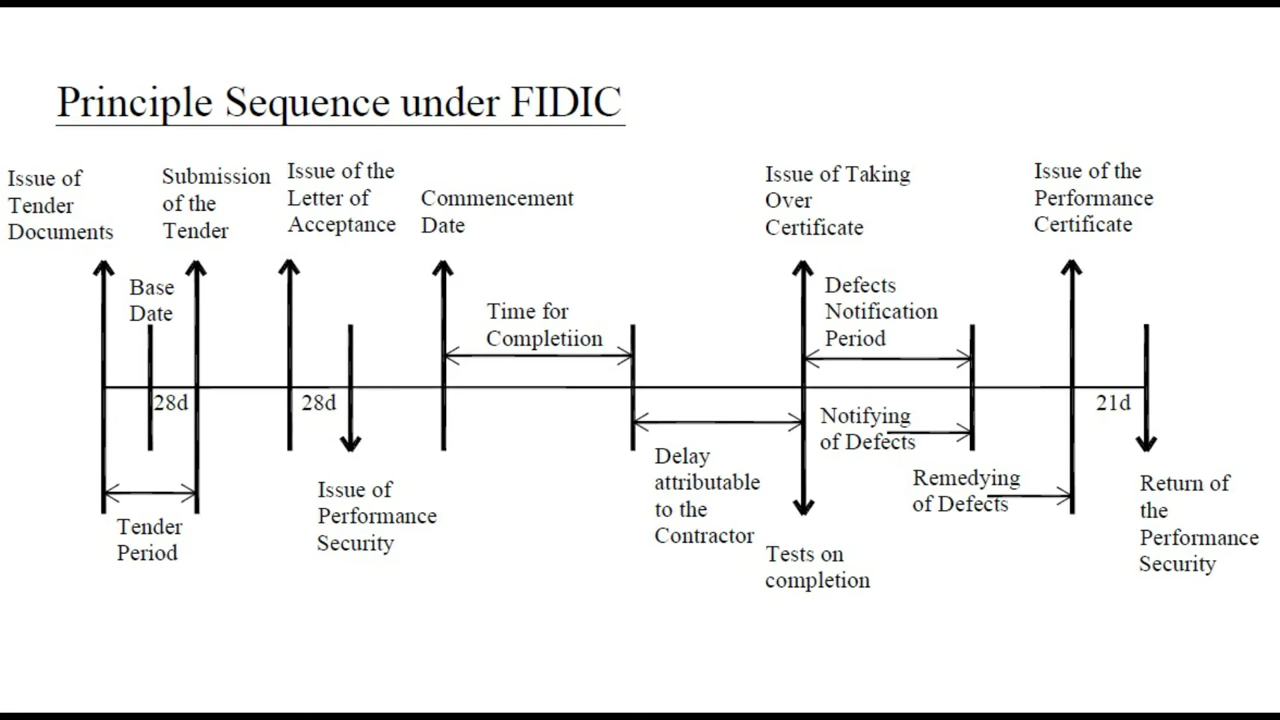 Principle Sequence under FIDIC
Issue of
Tender
Documents
Submission
of the
Tender
Issue of the
Letter of
Acceptance
Commencement
Date
Issue of Taking
Over
Certificate
Issue of the
Performance
Certificate
Base
Date
Time for
Completiion
Defects
Notification
Period
28d
28d
21d
Notifying
of Defects
Remedying
of Defects
Tender
Period
Issue of
Performance
Security
Delay
attributable
to the
Contractor
Tests on
completion
Return of
the
Performance
Security